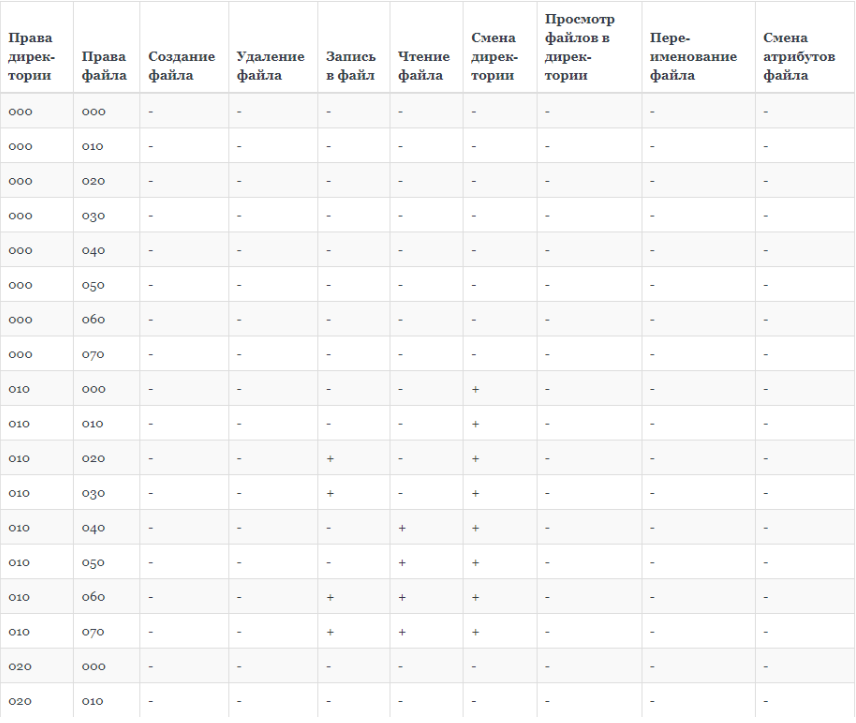 Права дирек- тории | Права файла | Создание файла | Удаление файла | Запись в файл | Чтение файла | Смена дирек- тории | Просмотр файлов в дирек- тории | Пере- именование файла | Смена атрибутов файла
000 000 - - - - - - - -
000 010 - - - - - - - -
000 020 - - - - - - - -
000 030 - - - - - - - -
000 040 - - - - - - - -
000 050 - - - - - - - -
000 060 - - - - - - - -
000 070 - - - - - - - -
010 000 - - - - + - - -
010 010 - - - - + - - -
010 020 - - + - + - - -
010 030 - - + - + - - -
010 040 - - - + + - - -
010 050 - - - + + - - -
010 060 - - + + + - - -
010 070 - - + + + - - -
020 000 - - - - - - - -
020 010 - - - - - - - -